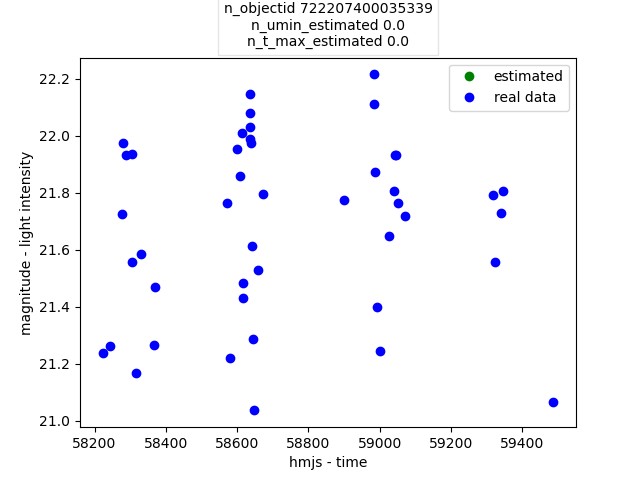 n_objectid 722207400035339
n_umin_estimated 0.0
n_t_max_estimated 0.0
estimated
real data
22.2
22.0
21.8
21.6
21.4
21.2
21.0
magnitude - light intensity
58200 58400 58600 58800 59000 59200 59400
hmjs - time